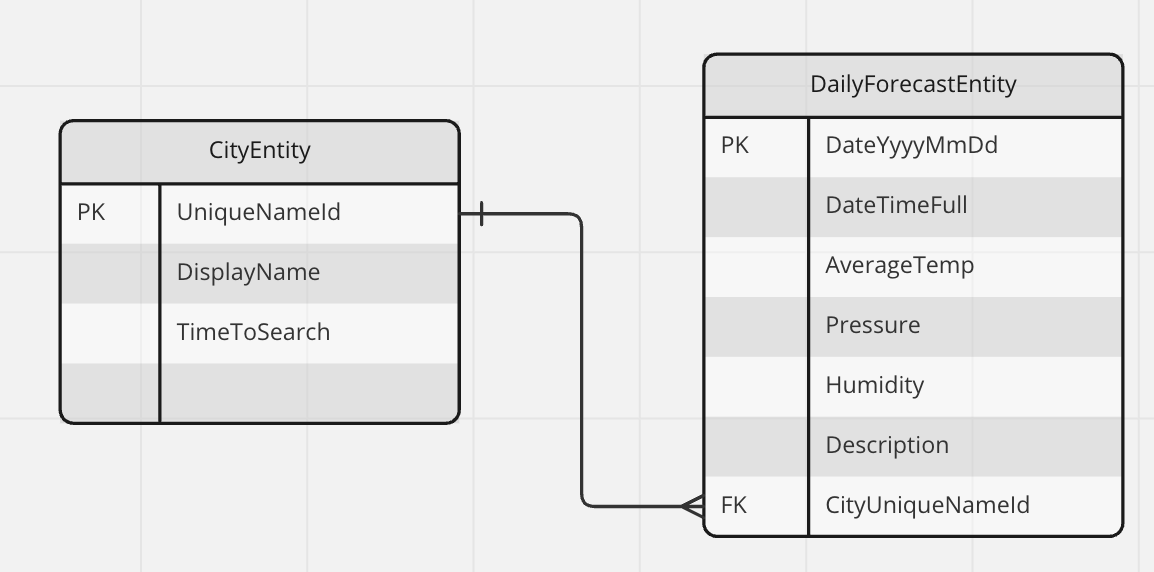 CityEntity
PK UniqueNameId
DisplayName
TimeToSearch
DailyForecastEntity
PK DateYyyyMmDd
DateTimeFull
AverageTemp
Pressure
Humidity
Description
FK CityUniqueNameId